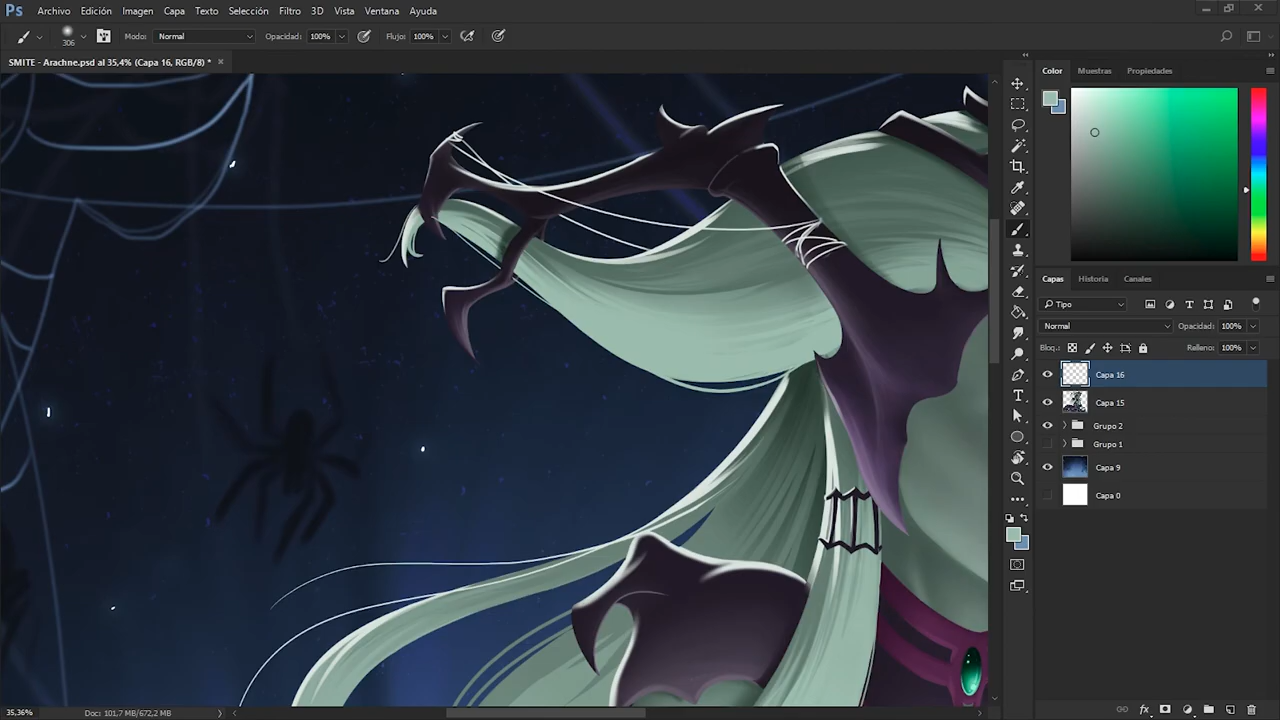 Ps Archivo Edición Imagen Capa Texto Selección Filtro 3D Vista Ventana Ayuda
306 Modo: Normal Opacidad: 100% Flujo: 100%
SMITE - Arachne.psd al 35,4% (Capa 16, RGB/8) * ×
Color Muestras Propiedades
Capas Historia Canales
Tipo
Normal Opacidad: 100%
Bloq.: Relleno: 100%
Capa 16
Capa 15
Grupo 2
Grupo 1
Capa 9
Capa 0
35,36% Doc: 101,7 MB/672,2 MB